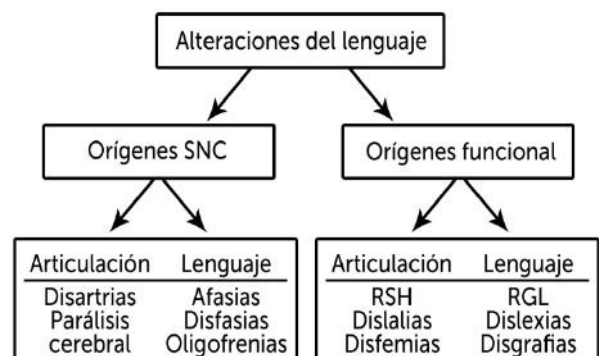 Alteraciones del lenguaje
Orígenes SNC
Orígenes funcional
Articulación Lenguaje
Disartrias Afasias
Parálisis Disfasias
cerebral Oligofrenias
Articulación Lenguaje
RSH RGL
Dislalias Dislexias
Disfemias Disgrafias